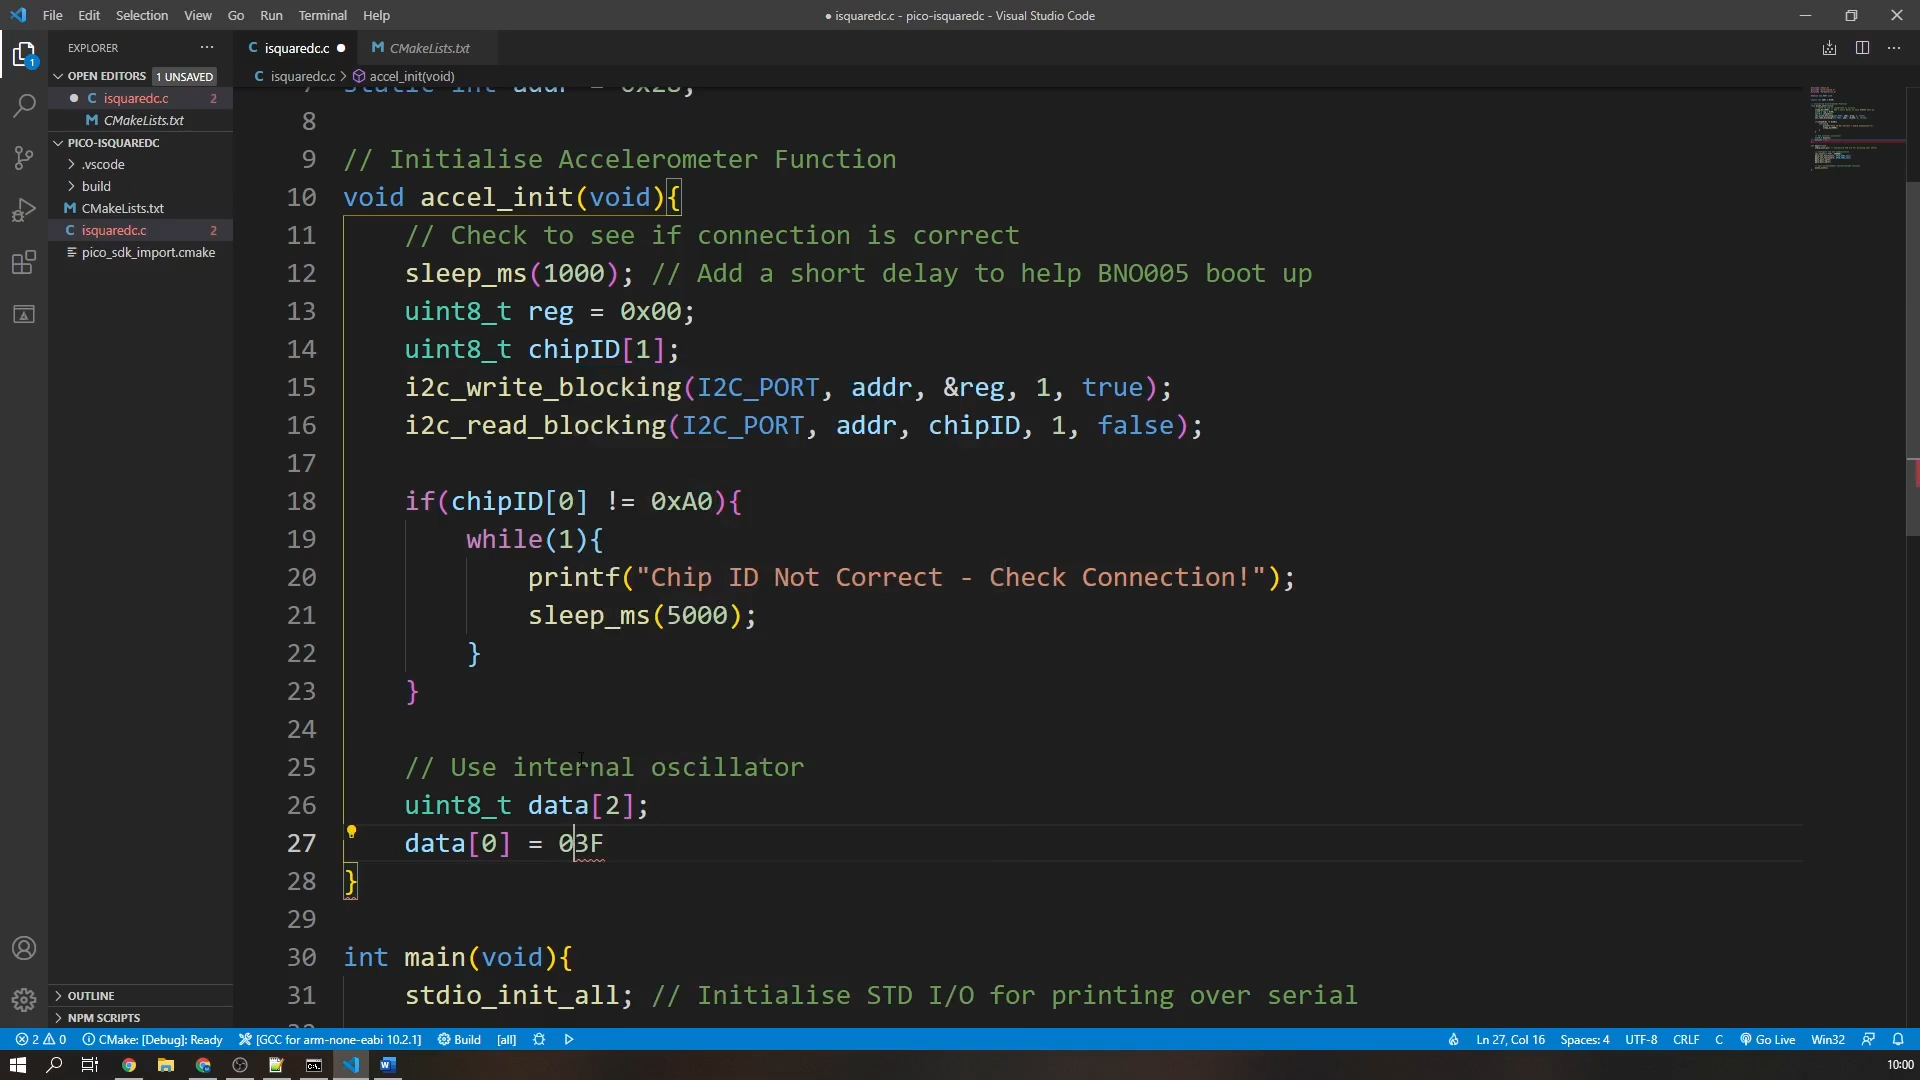 File Edit Selection View Go Run Terminal Help
● isquaredc.c - pico-isquaredc - Visual Studio Code
EXPLORER
OPEN EDITORS 1 UNSAVED
isquaredc.c 2
CMakeLists.txt
PICO-ISQUAREDC
.vscode
build
CMakeLists.txt
isquaredc.c 2
pico_sdk_import.cmake
OUTLINE
NPM SCRIPTS
isquaredc.c ● CMakeLists.txt
isquaredc.c > accel_init(void)
7 static int addr = 0x28;
8
9 // Initialise Accelerometer Function
10 void accel_init(void){
11 // Check to see if connection is correct
12 sleep_ms(1000); // Add a short delay to help BNO005 boot up
13 uint8_t reg = 0x00;
14 uint8_t chipID[1];
15 i2c_write_blocking(I2C_PORT, addr, &reg, 1, true);
16 i2c_read_blocking(I2C_PORT, addr, chipID, 1, false);
17
18 if(chipID[0] != 0xA0){
19 while(1){
20 printf("Chip ID Not Correct - Check Connection!");
21 sleep_ms(5000);
22 }
23 }
24
25 // Use internal oscillator
26 uint8_t data[2];
27 data[0] = 03F
28 }
29
30 int main(void){
31 stdio_init_all; // Initialise STD I/O for printing over serial
2 0 CMake: [Debug]: Ready [GCC for arm-none-eabi 10.2.1] Build [all] Ln 27, Col 16 Spaces: 4 UTF-8 CRLF C Go Live Win32
10:00